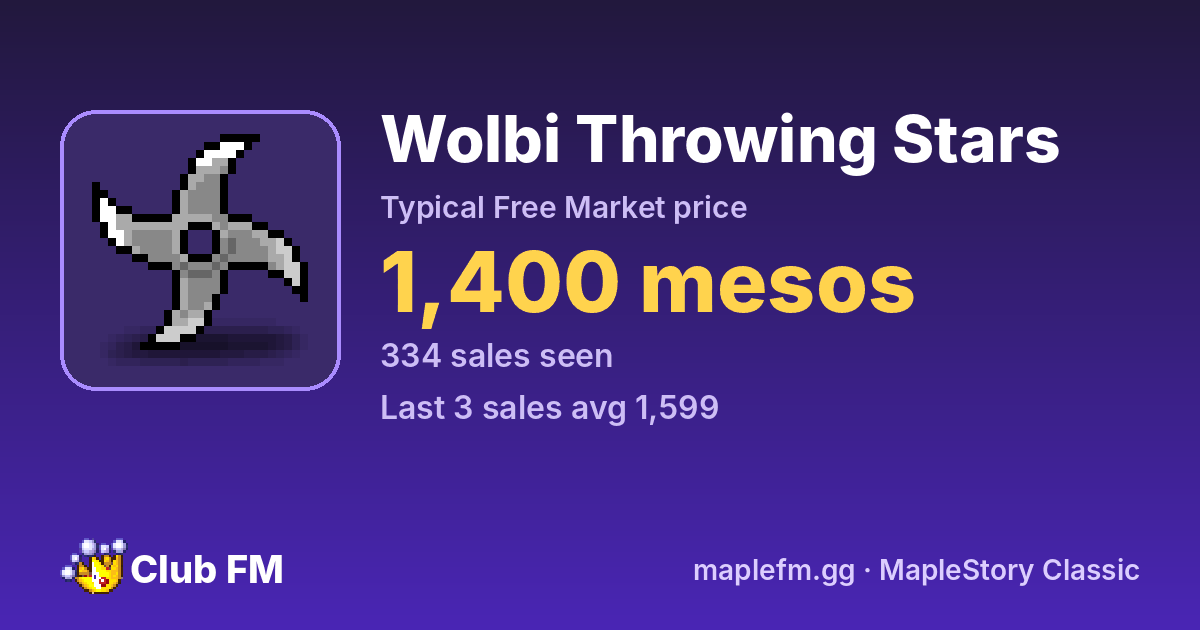 Wolbi Throwing Stars
Typical Free Market price
1,400 mesos
334 sales seen
Last 3 sales avg 1,599
Club FM
maplefm.gg · MapleStory Classic